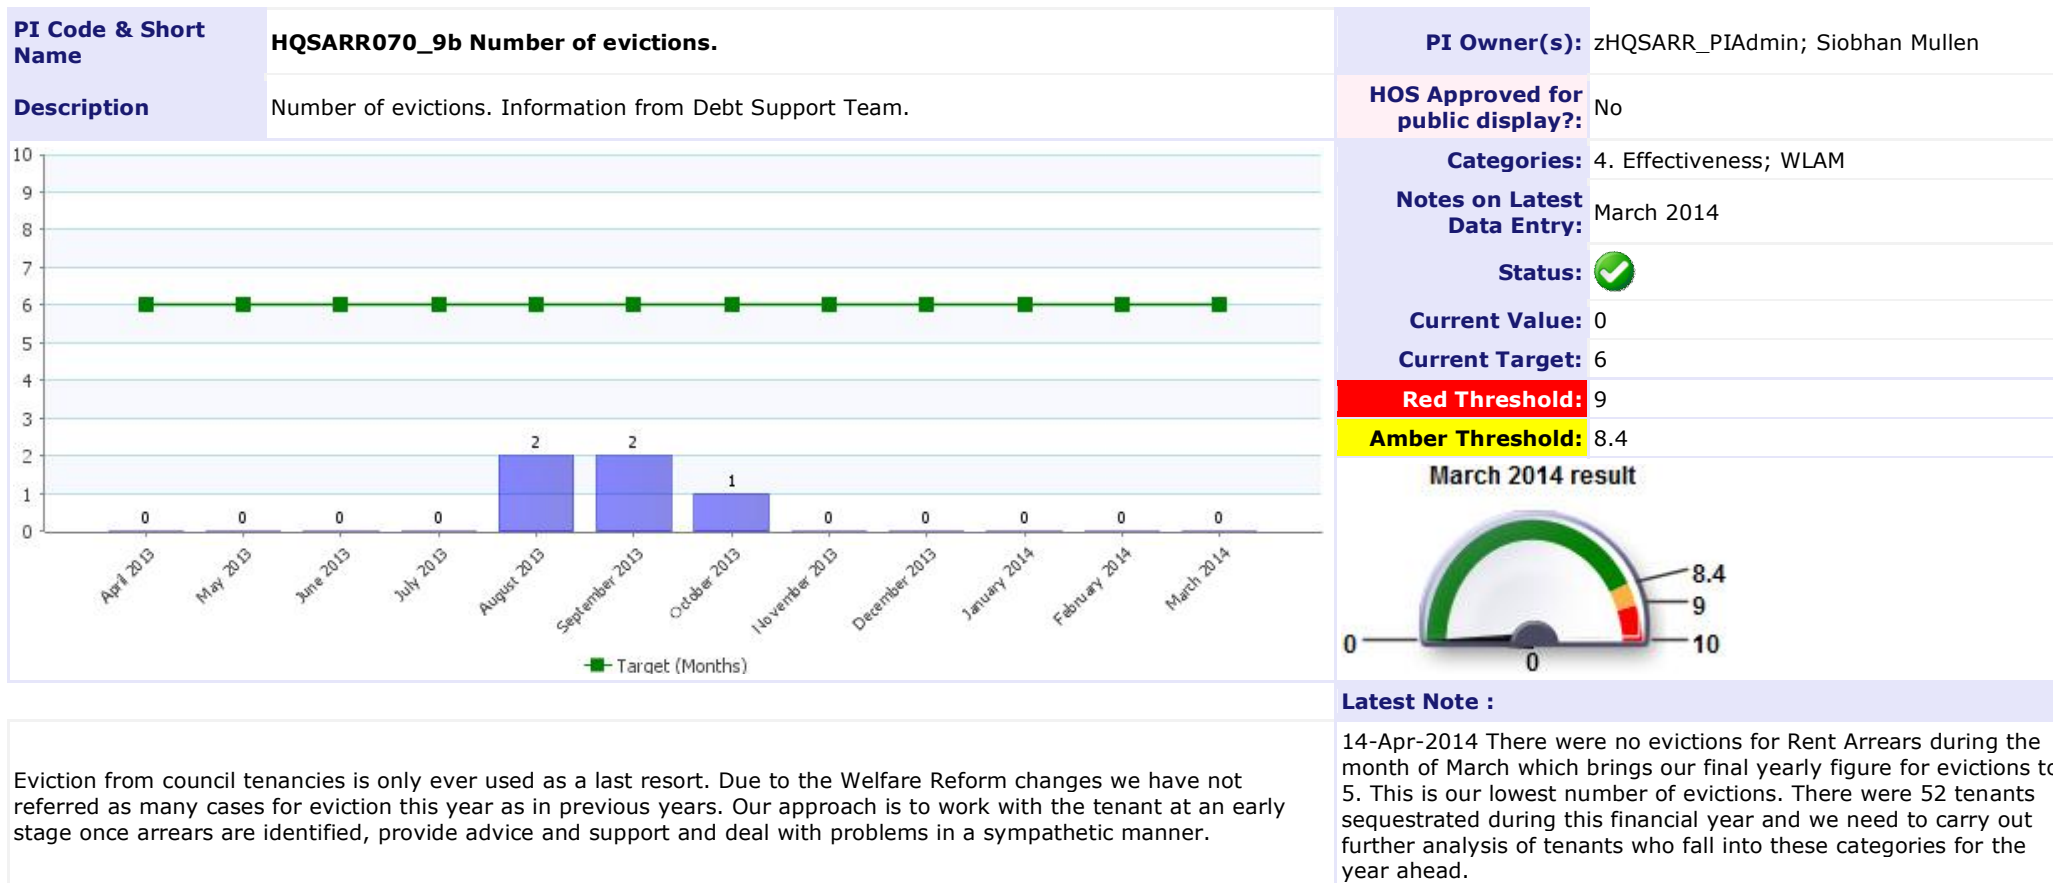 PI Code & Short
Name
HQSARR070_9b Number of evictions.
PI Owner(s): zHQSARR_PIAdmin; Siobhan Mullen
Description
Number of evictions. Information from Debt Support Team.
HOS Approved for
public display?:
No
10
9
8
7
6
5
4
3
2
1
0
0
0
0
0
2
2
1
0
0
0
0
0
April 2013
May 2013
June 2013
July 2013
August 2013
September 2013
October 2013
November 2013
December 2013
January 2014
February 2014
March 2014
Target (Months)
Categories: 4. Effectiveness; WLAM
Notes on Latest
Data Entry:
March 2014
Status:
Current Value: 0
Current Target: 6
Red Threshold: 9
Amber Threshold: 8.4
March 2014 result
8.4
9
10
0
0
Eviction from council tenancies is only ever used as a last resort. Due to the Welfare Reform changes we have not
referred as many cases for eviction this year as in previous years. Our approach is to work with the tenant at an early
stage once arrears are identified, provide advice and support and deal with problems in a sympathetic manner.
Latest Note :
14-Apr-2014 There were no evictions for Rent Arrears during the
month of March which brings our final yearly figure for evictions to
5. This is our lowest number of evictions. There were 52 tenants
sequestrated during this financial year and we need to carry out
further analysis of tenants who fall into these categories for the
year ahead.